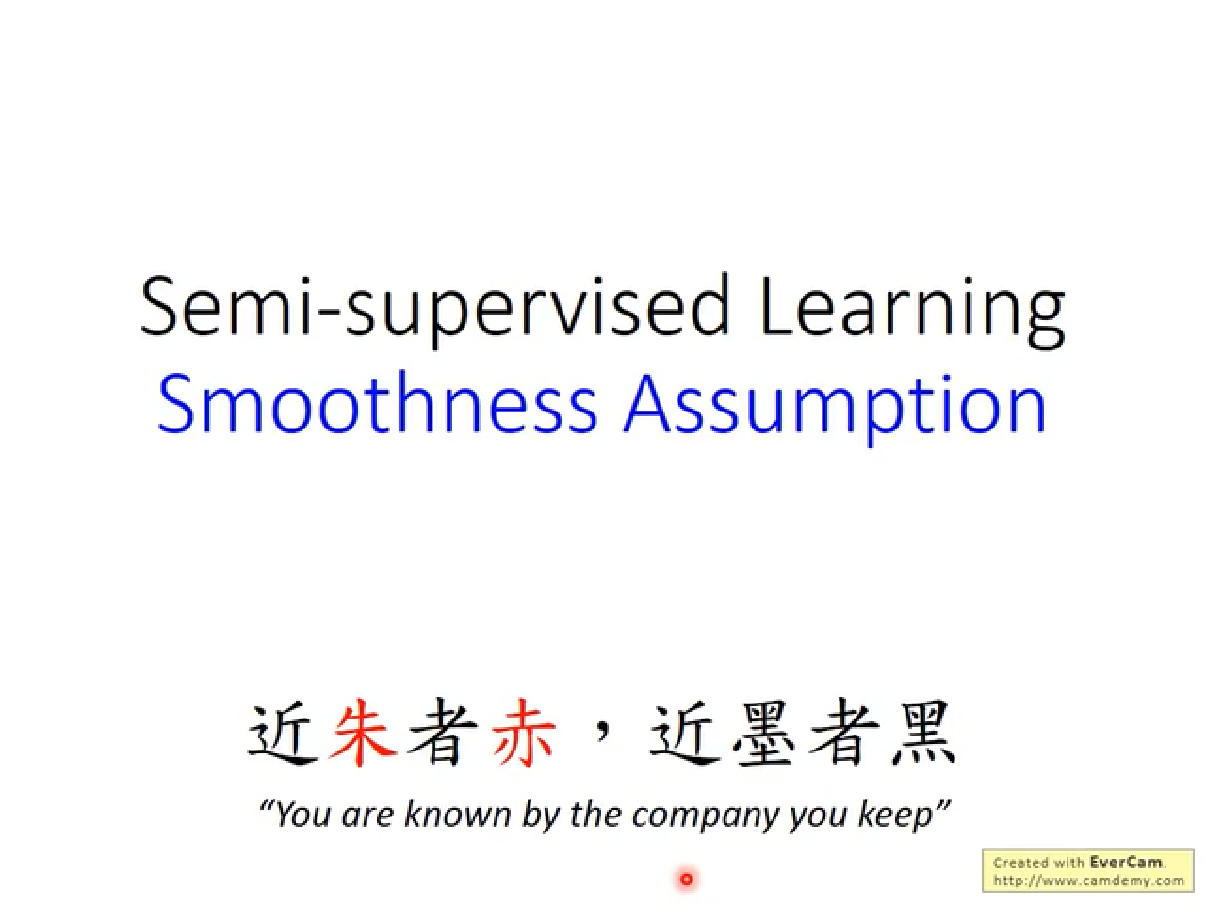 Semi-supervised Learning
Smoothness Assumption
近朱者赤，近墨者黑
“You are known by the company you keep”
Created with EverCam.
http://www.camdemy.com